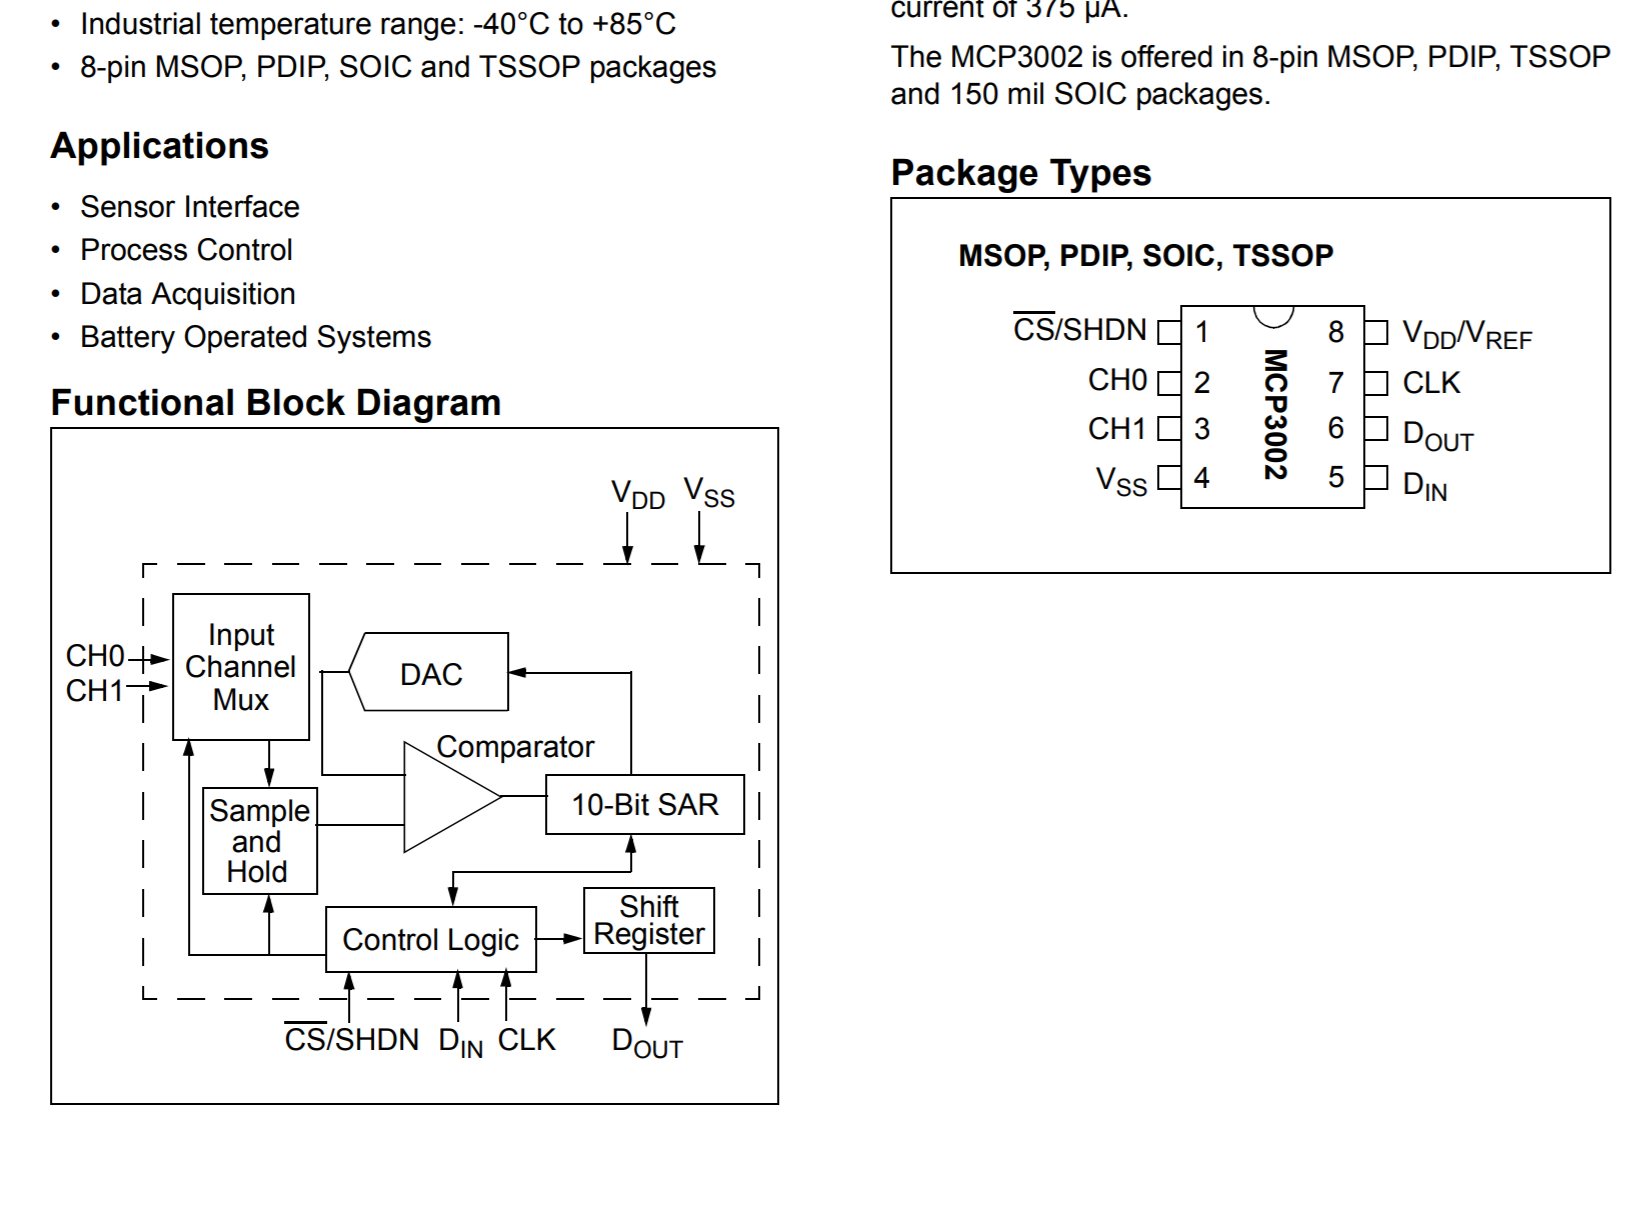 • Industrial temperature range: -40°C to +85°C
• 8-pin MSOP, PDIP, SOIC and TSSOP packages
Applications
• Sensor Interface
• Process Control
• Data Acquisition
• Battery Operated Systems
Functional Block Diagram
VDD VSS
CH0
CH1
Input
Channel
Mux
DAC
Comparator
Sample
and
Hold
10-Bit SAR
Control Logic
Shift
Register
CS/SHDN DIN CLK DOUT
current of 375 µA.
The MCP3002 is offered in 8-pin MSOP, PDIP, TSSOP
and 150 mil SOIC packages.
Package Types
MSOP, PDIP, SOIC, TSSOP
CS/SHDN 1 8 VDD/VREF
CH0 2 7 CLK
CH1 3 6 DOUT
VSS 4 5 DIN
MCP3002